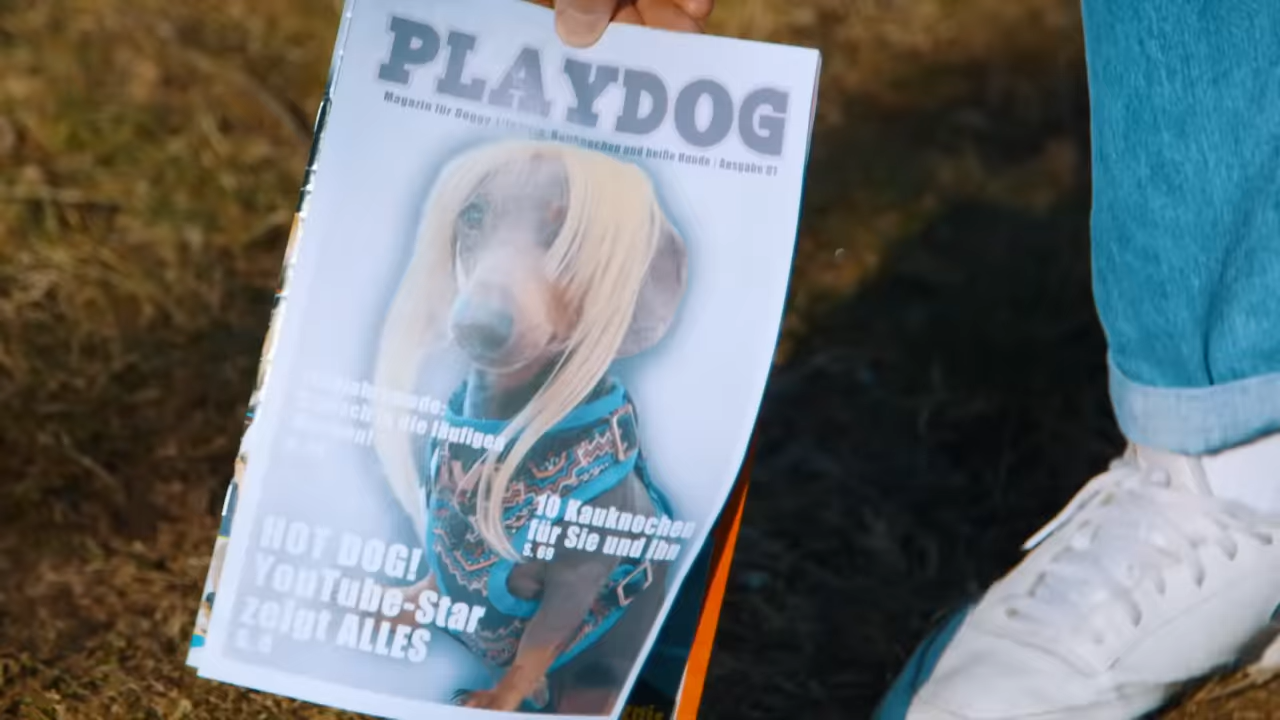 PLAYDOG
Magazin für Doggy Kauknochen und heiße Hunde | Ausgabe 01
die läufigen
10 Kauknochen
für Sie und ihn
S. 69
HOT DOG!
YouTube-Star
zeigt ALLES